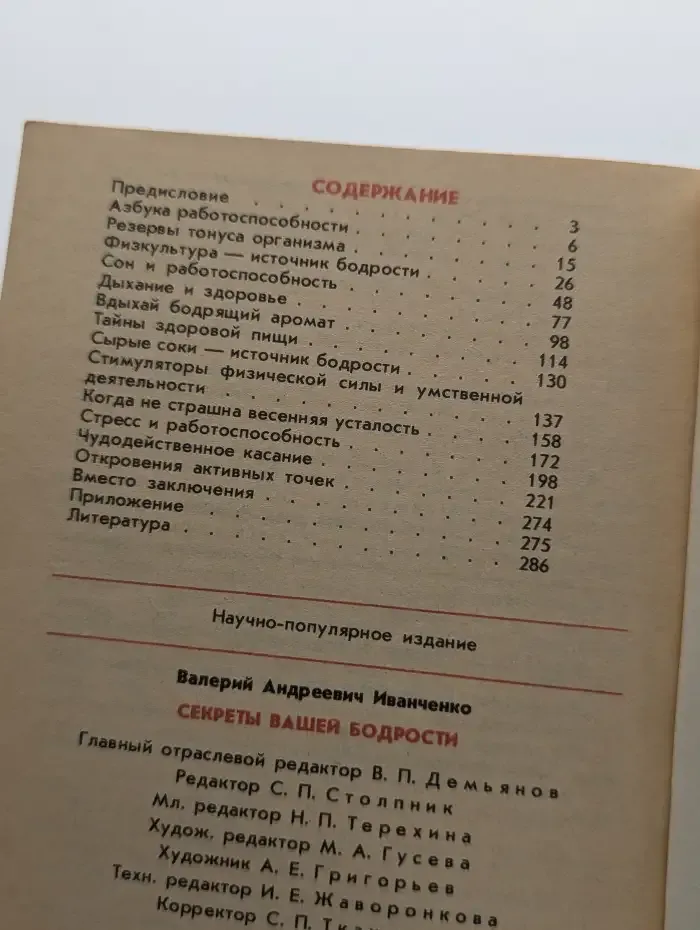 СОДЕРЖАНИЕ
Предисловие . . . . . . . . . . . . 3
Азбука работоспособности . . . . . . . . 6
Резервы тонуса организма . . . . . . . . 15
Физкультура — источник бодрости . . . . . . 26
Сон и работоспособность . . . . . . . . 48
Дыхание и здоровье . . . . . . . . . 77
Вдыхай бодрящий аромат . . . . . . . . 98
Тайны здоровой пищи . . . . . . . . . 114
Сырые соки — источник бодрости . . . . . . 130
Стимуляторы физической силы и умственной
деятельности . . . . . . . . . . . 137
Когда не страшна весенняя усталость . . . . . 158
Стресс и работоспособность . . . . . . . 172
Чудодейственное касание . . . . . . . . 198
Откровения активных точек . . . . . . . 221
Вместо заключения . . . . . . . . . 274
Приложение . . . . . . . . . . . 275
Литература . . . . . . . . . . . 286
Научно-популярное издание
Валерий Андреевич Иванченко
СЕКРЕТЫ ВАШЕЙ БОДРОСТИ
Главный отраслевой редактор В. П. Демьянов
Редактор С. П. Столпник
Мл. редактор Н. П. Терехина
Худож. редактор М. А. Гусева
Художник А. Е. Григорьев
Техн. редактор И. Е. Жаворонкова
Корректор С. П.